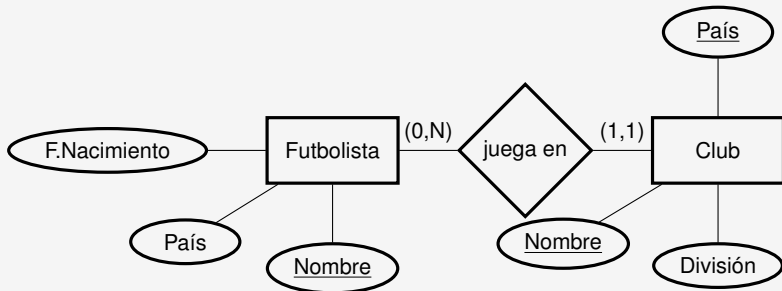 País
(0,N)
(1,1)
F.Nacimiento
Futbolista
juega en
Club
País
Nombre
Nombre
División